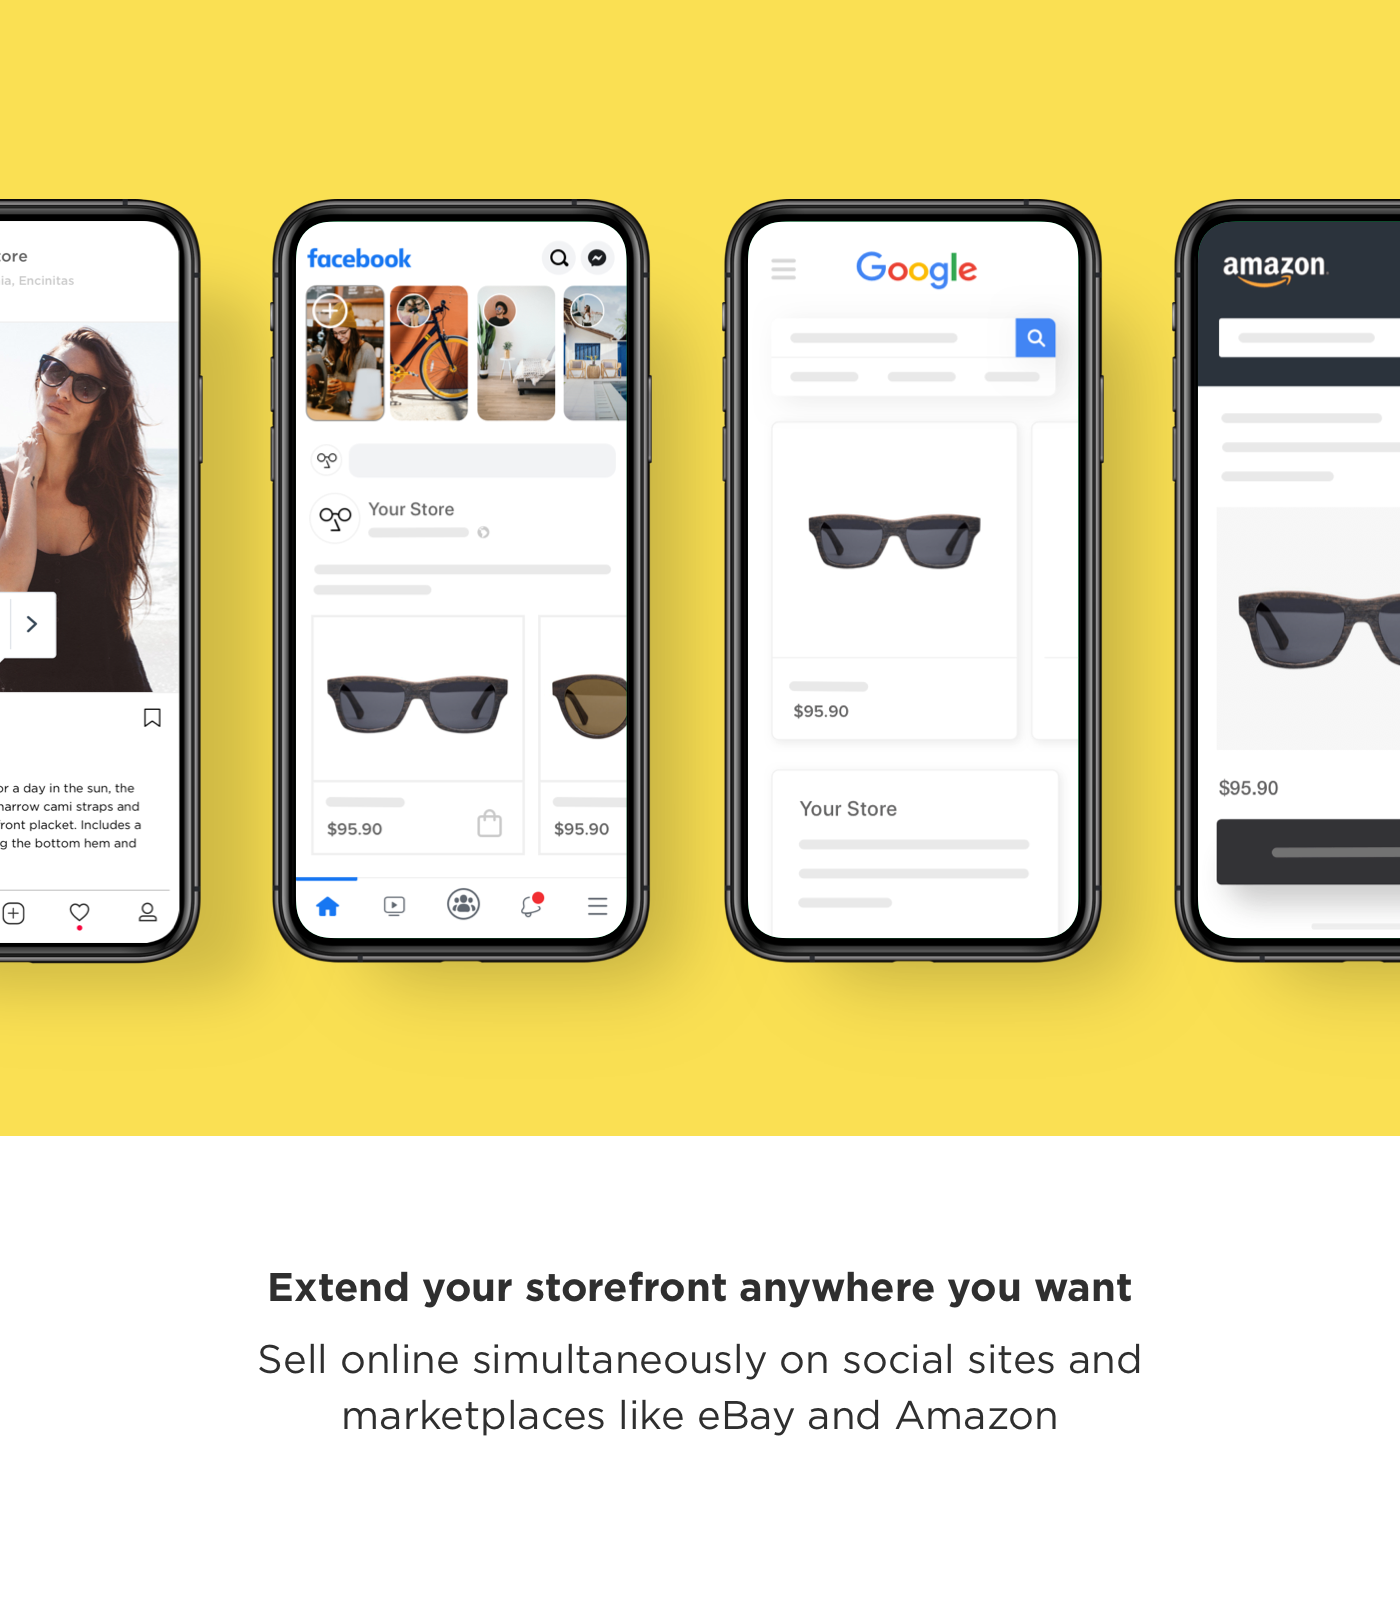 ore
ia, Encinitas
or a day in the sun, the
narrow cami straps and
ront placket. Includes a
g the bottom hem and
facebook
Your Store
$95.90
$95.90
Google
$95.90
Your Store
amazon
$95.90
Extend your storefront anywhere you want
Sell online simultaneously on social sites and
marketplaces like eBay and Amazon